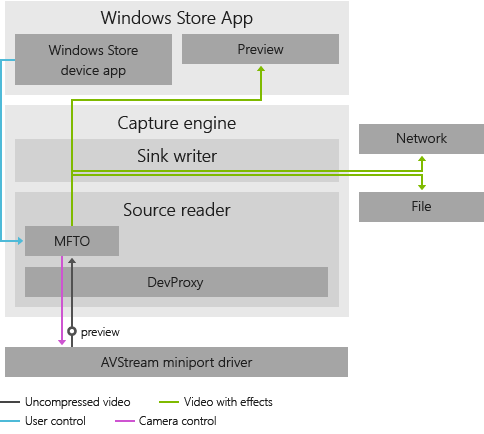 Windows Store App
Windows Store
device app
Preview
Capture engine
Sink writer
Network
Source reader
File
MFTO
DevProxy
preview
AVStream miniport driver
Uncompressed video
Video with effects
User control
Camera control